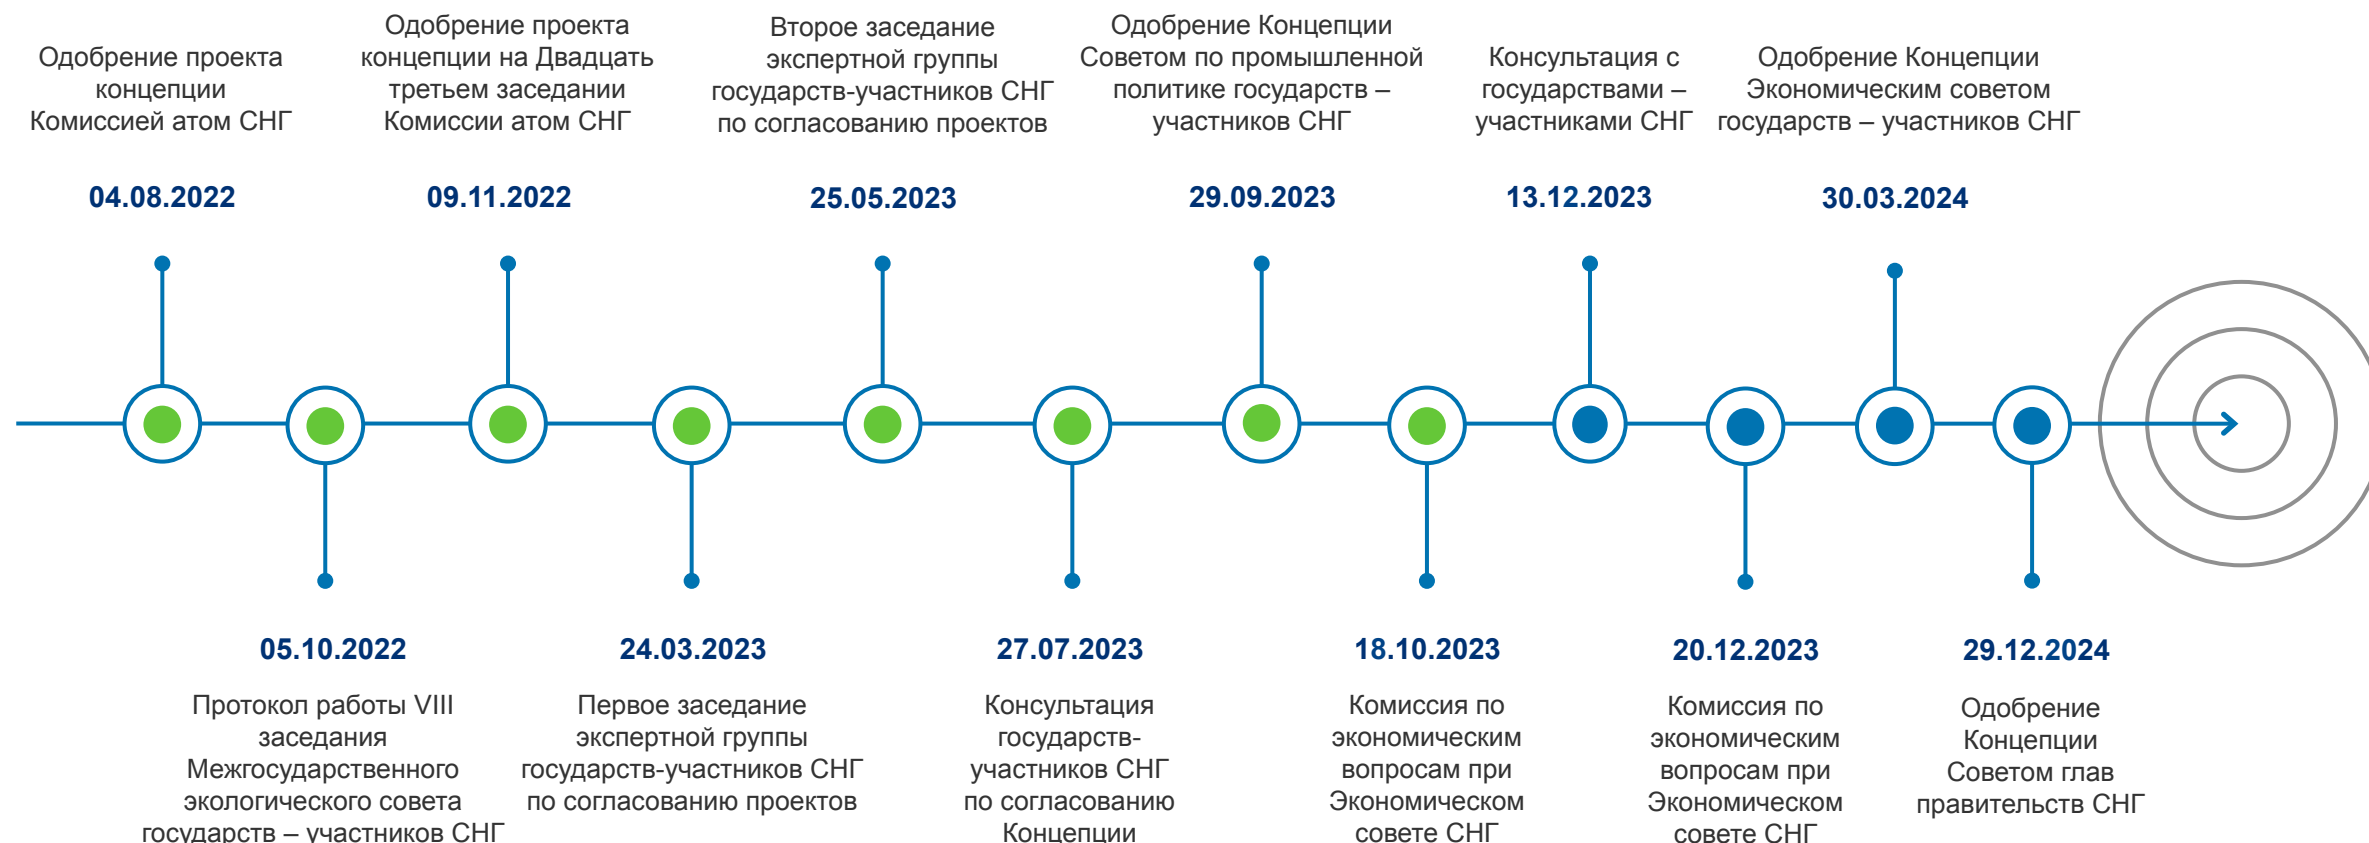 Одобрение проекта
концепции
Комиссией атом СНГ
04.08.2022
Одобрение проекта
концепции на Двадцать
третьем заседании
Комиссии атом СНГ
09.11.2022
Второе заседание
экспертной группы
государств-участников СНГ
по согласованию проектов
25.05.2023
Одобрение Концепции
Советом по промышленной
политике государств –
участников СНГ
29.09.2023
Консультация с
государствами –
участниками СНГ
13.12.2023
Одобрение Концепции
Экономическим советом
государств – участников СНГ
30.03.2024
05.10.2022
Протокол работы VIII
заседания
Межгосударственного
экологического совета
государств – участников СНГ
24.03.2023
Первое заседание
экспертной группы
государств-участников СНГ
по согласованию проектов
27.07.2023
Консультация
государств-
участников СНГ
по согласованию
Концепции
18.10.2023
Комиссия по
экономическим
вопросам при
Экономическом
совете СНГ
20.12.2023
Комиссия по
экономическим
вопросам при
Экономическом
совете СНГ
29.12.2024
Одобрение
Концепции
Советом глав
правительств СНГ